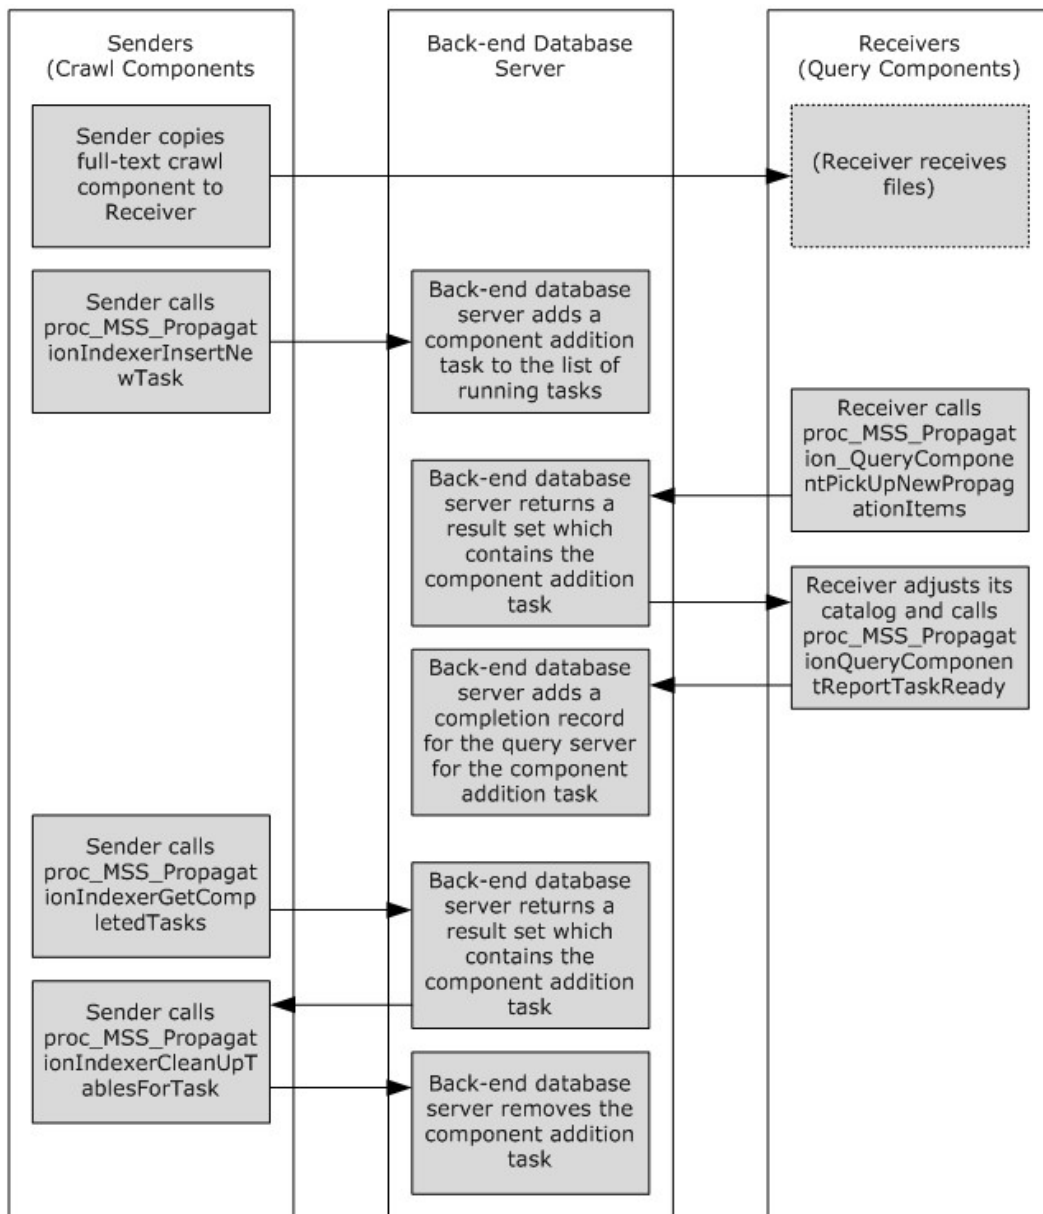 Senders
(Crawl Components
Back-end Database
Server
Receivers
(Query Components)
Sender copies
full-text crawl
component to
Receiver
(Receiver receives
files)
Sender calls
proc_MSS_Propagat
ionIndexerInsertNe
wTask
Back-end database
server adds a
component addition
task to the list of
running tasks
Receiver calls
proc_MSS_Propagat
ion_QueryCompone
ntPickUpNewPropag
ationItems
Back-end database
server returns a
result set which
contains the
component addition
task
Receiver adjusts its
catalog and calls
proc_MSS_Propagat
ionQueryComponen
tReportTaskReady
Back-end database
server adds a
completion record
for the query server
for the component
addition task
Sender calls
proc_MSS_Propagat
ionIndexerGetComp
letedTasks
Back-end database
server returns a
result set which
contains the
component addition
task
Sender calls
proc_MSS_Propagat
ionIndexerCleanUpT
ablesForTask
Back-end database
server removes the
component addition
task